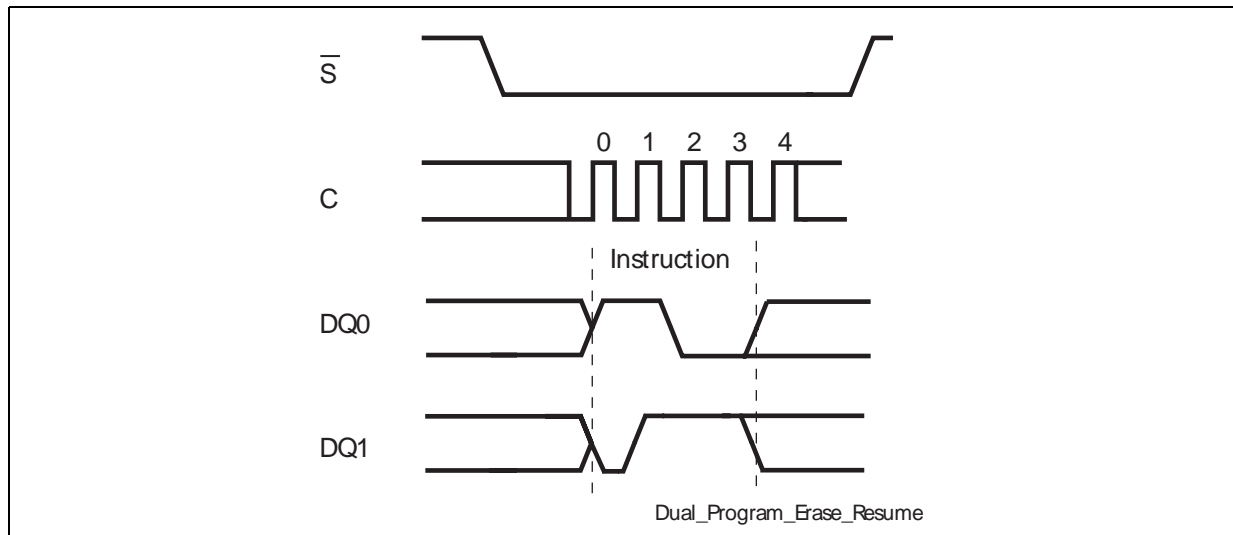 S
0 1 2 3 4
C
Instruction
DQ0
DQ1
Dual_Program_Erase_Resume